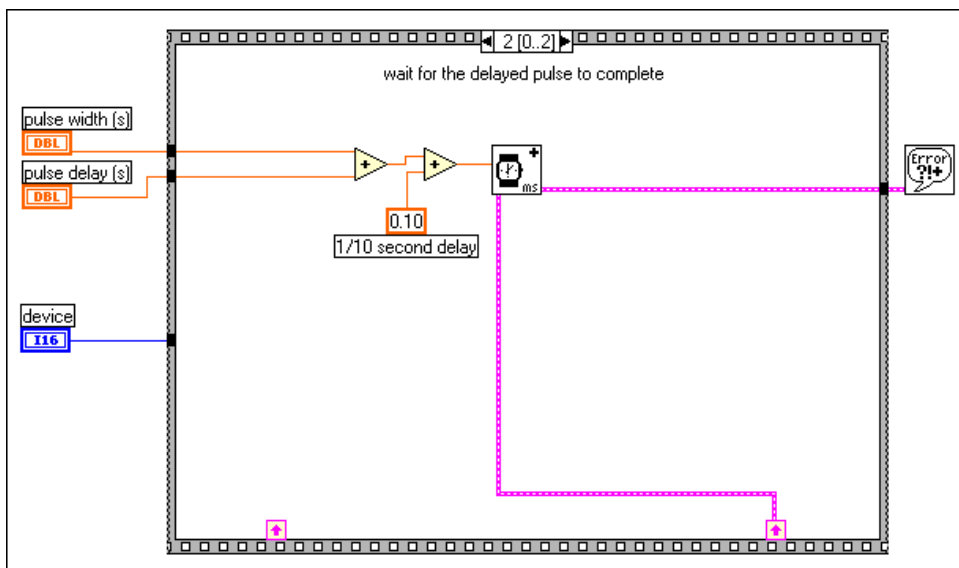 2 [0..2]
wait for the delayed pulse to complete
pulse width (s)
DBL
pulse delay (s)
DBL
0.10
1/10 second delay
ms
Error
?!+
device
I16